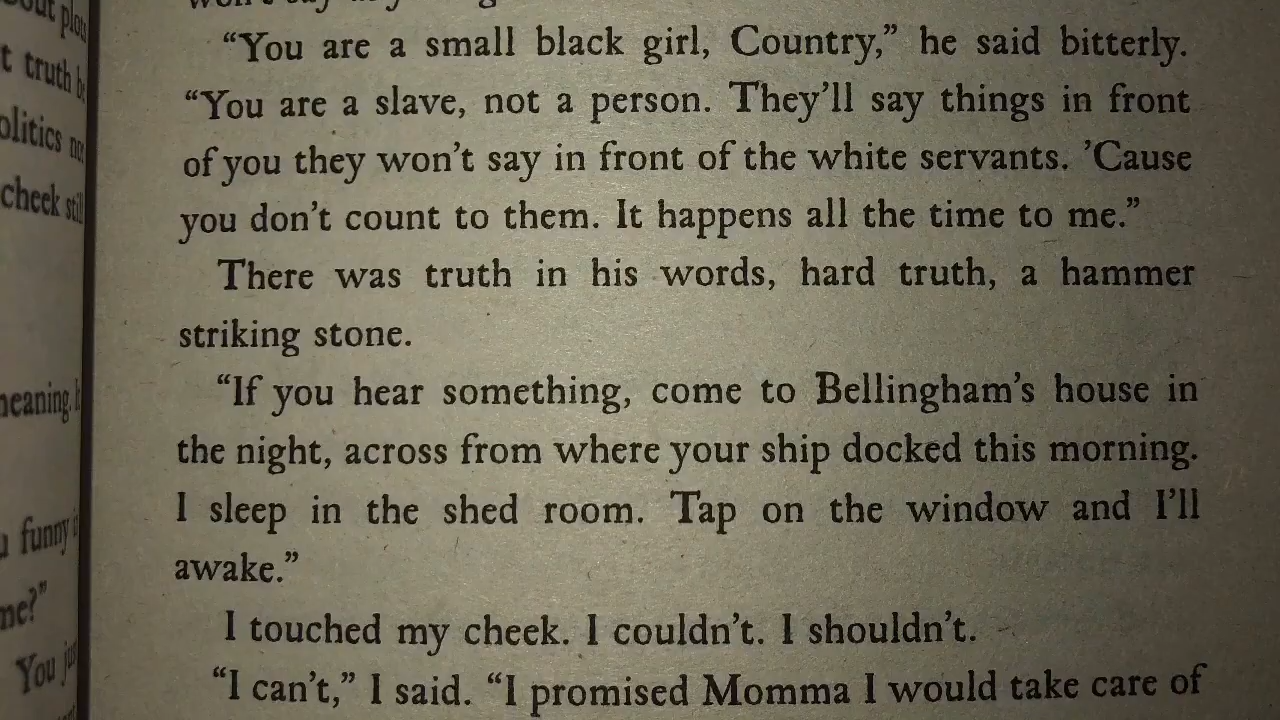 “You are a small black girl, Country,” he said bitterly.
“You are a slave, not a person. They’ll say things in front
of you they won’t say in front of the white servants. ’Cause
you don’t count to them. It happens all the time to me.”
There was truth in his words, hard truth, a hammer
striking stone.
“If you hear something, come to Bellingham’s house in
the night, across from where your ship docked this morning.
I sleep in the shed room. Tap on the window and I’ll
awake.”
I touched my cheek. I couldn’t. I shouldn’t.
“I can’t,” I said. “I promised Momma I would take care of
truth
cheek
funny
You